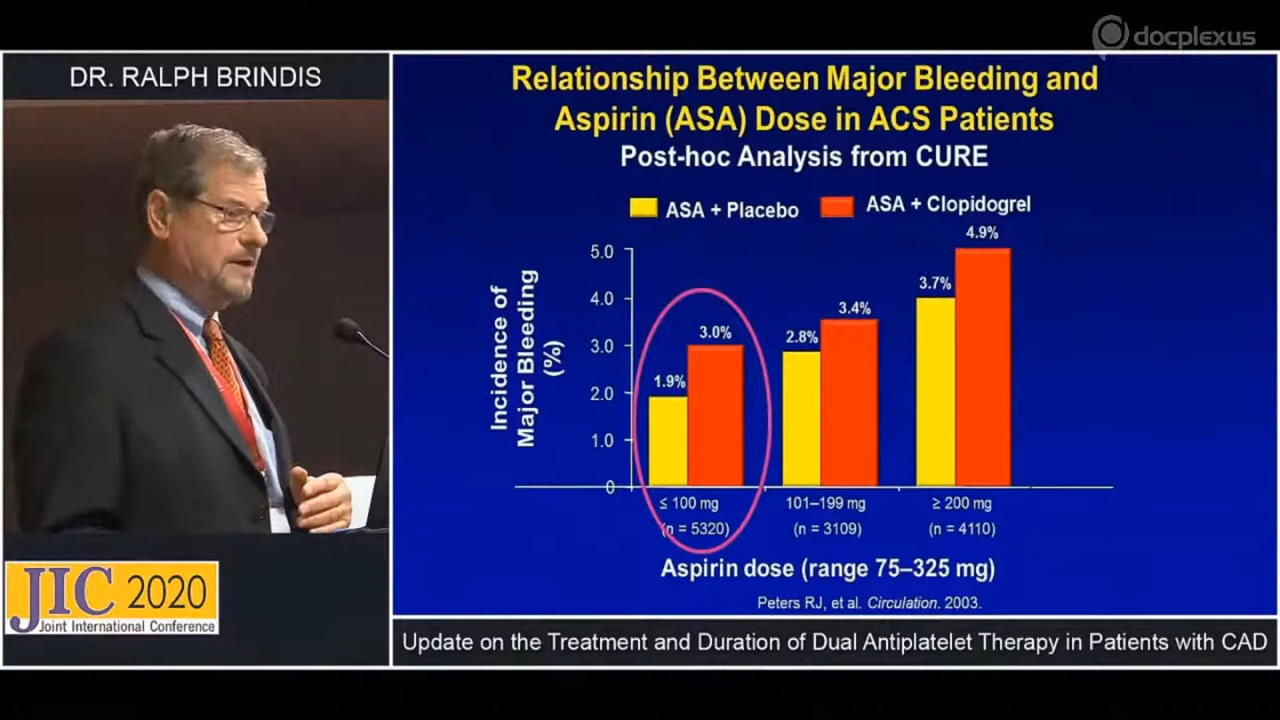 docplexus
DR. RALPH BRINDIS
Relationship Between Major Bleeding and
Aspirin (ASA) Dose in ACS Patients
Post-hoc Analysis from CURE
ASA + Placebo
ASA + Clopidogrel
Incidence of
Major Bleeding
(%)
5.0
4.0
3.0
2.0
1.0
0
1.9%
3.0%
2.8%
3.4%
3.7%
4.9%
≤ 100 mg
(n = 5320)
101–199 mg
(n = 3109)
≥ 200 mg
(n = 4110)
Aspirin dose (range 75–325 mg)
Peters RJ, et al. Circulation. 2003.
JIC 2020
Joint International Conference
Update on the Treatment and Duration of Dual Antiplatelet Therapy in Patients with CAD